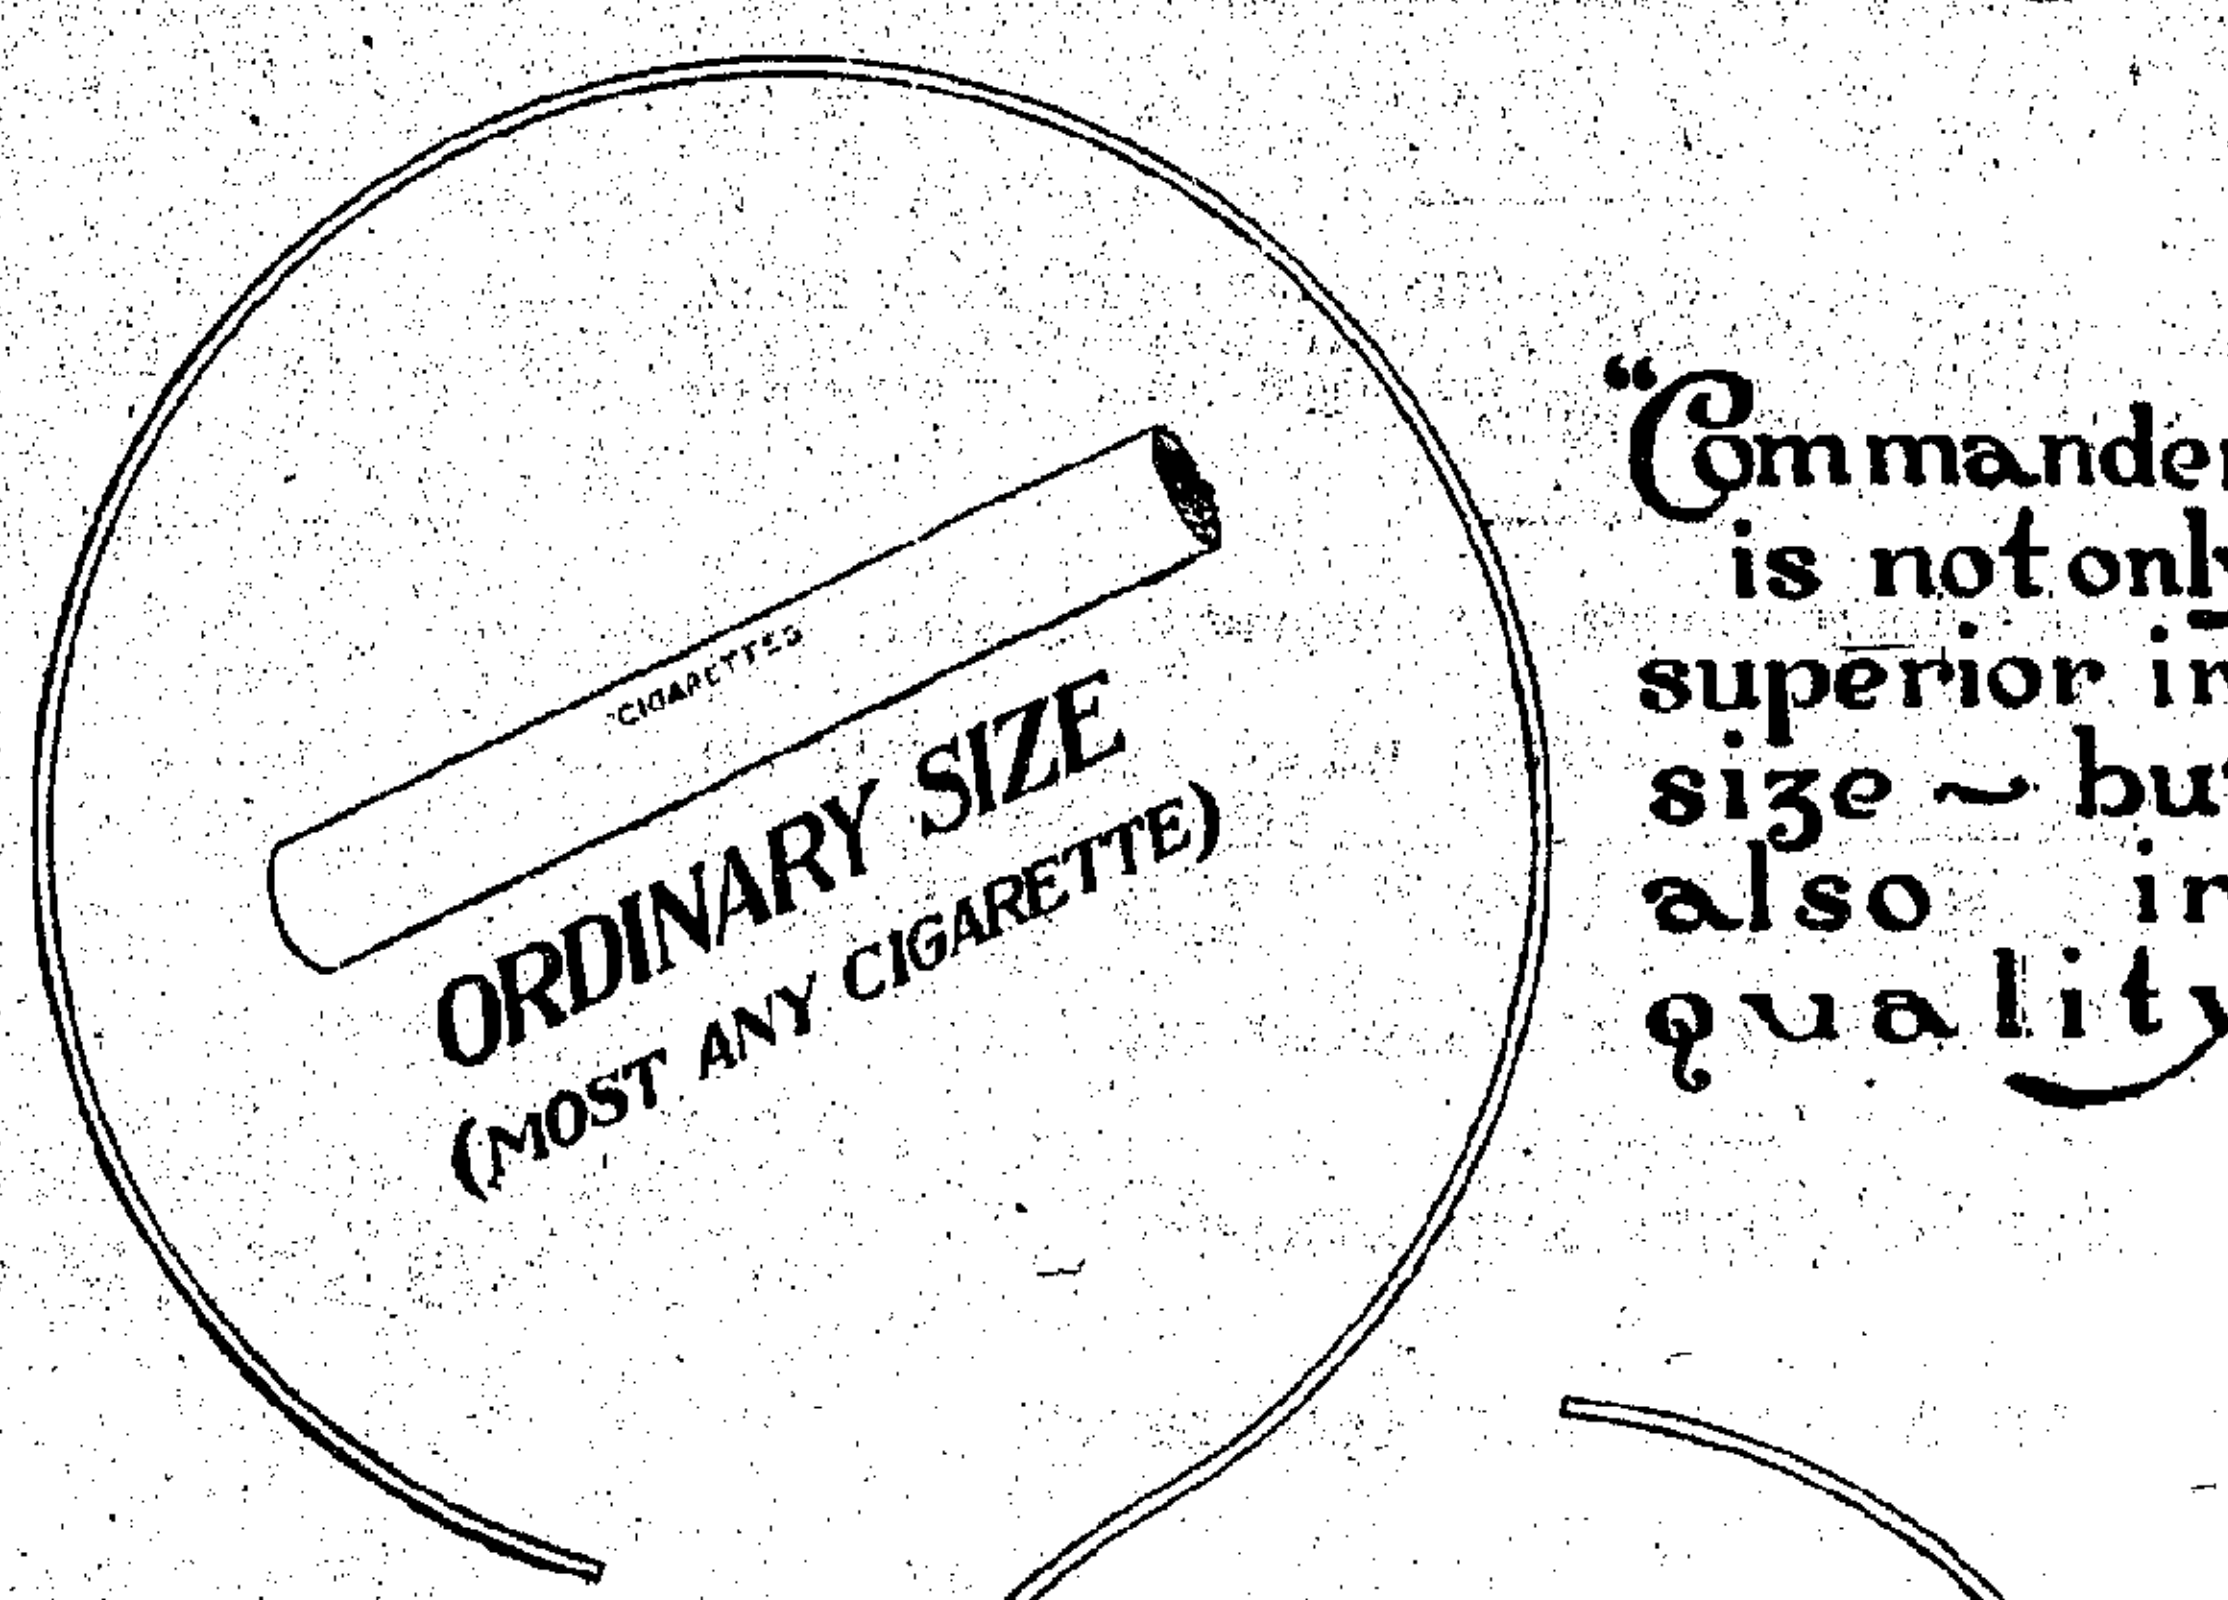 CIGARETTES
ORDINARY SIZE
(MOST ANY CIGARETTE)
“Commander
is not only
superior in
size ~ but
also in
quality